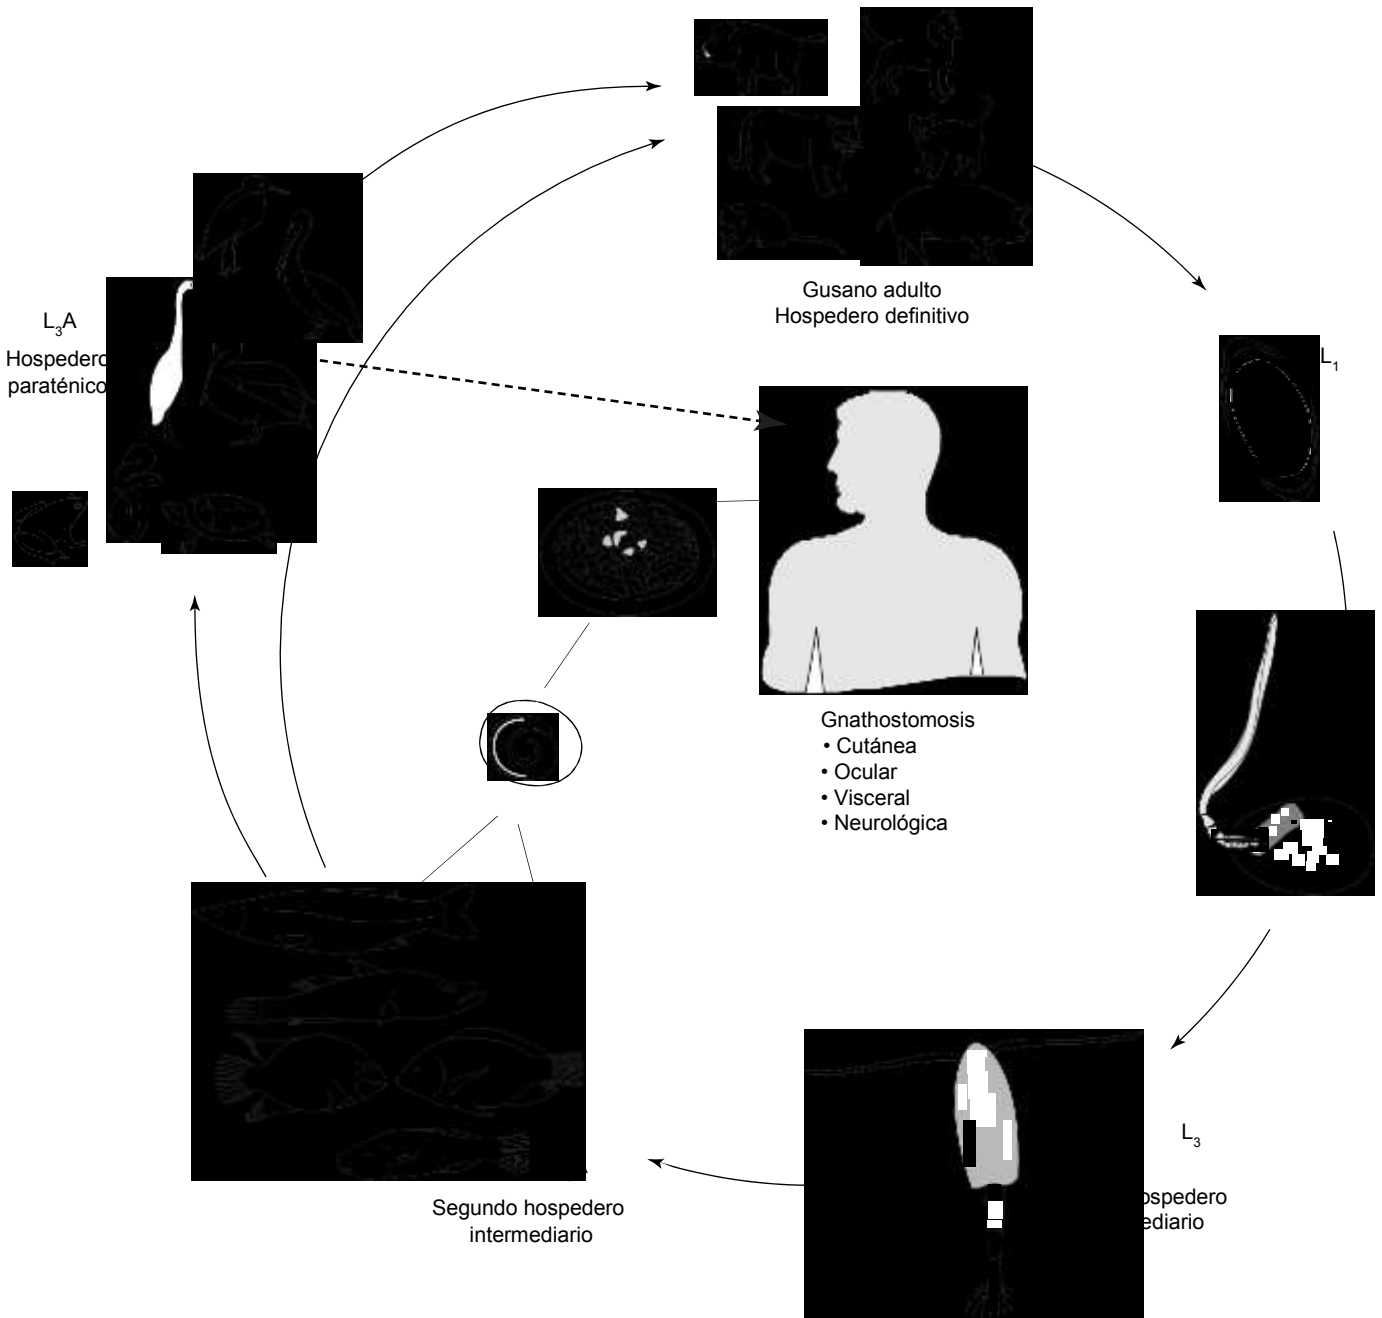 Gusano adulto
Hospedero definitivo
L₃A
Hospedero
paraténico
L₁
Gnathostomosis
• Cutánea
• Ocular
• Visceral
• Neurológica
L₃
Segundo hospedero
intermediario